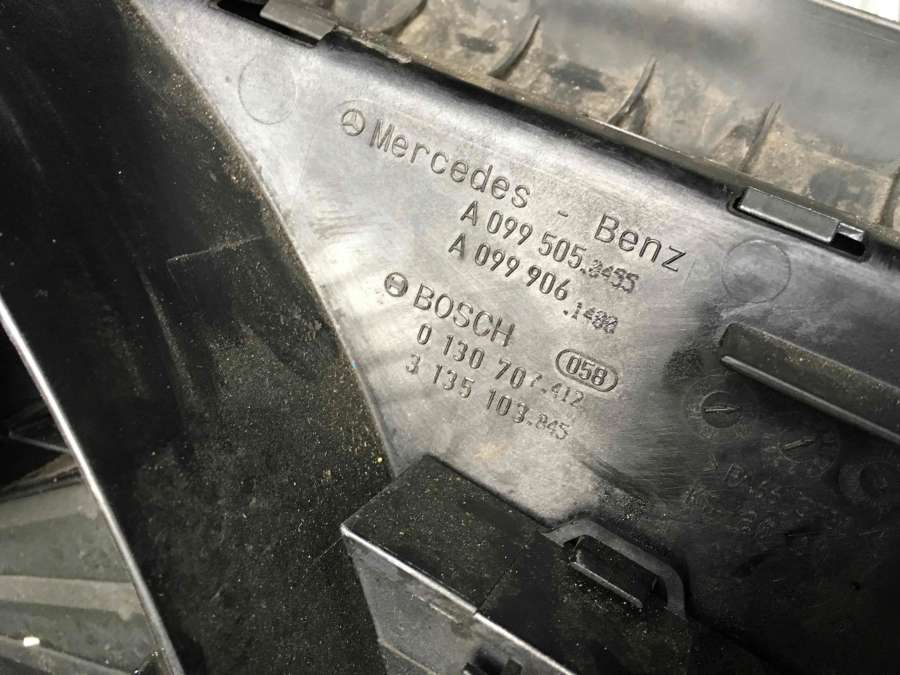 Mercedes - Benz
A 099 505.3455
A 099 906.1400
BOSCH
0 130 707.412 058
3 135 103.845